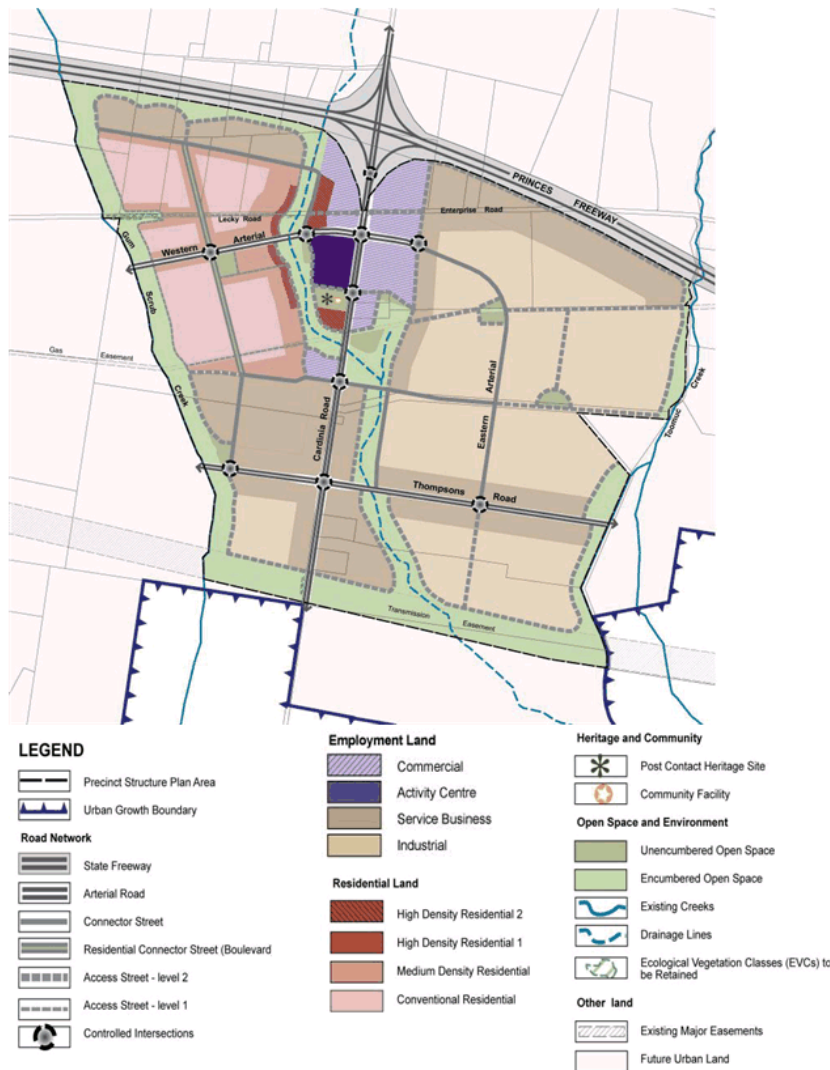 PRINCES
FREEWAY
Lecky Road
Enterprise Road
Western Arterial
Gum
Scrub
Creek
Gas Easement
Cardinia Road
Eastern Arterial
Toomuc Creek
Thompsons Road
Transmission
Easement
LEGEND
Precinct Structure Plan Area
Urban Growth Boundary
Road Network
State Freeway
Arterial Road
Connector Street
Residential Connector Street (Boulevard
Access Street - level 2
Access Street - level 1
Controlled Intersections
Employment Land
Commercial
Activity Centre
Service Business
Industrial
Residential Land
High Density Residential 2
High Density Residential 1
Medium Density Residential
Conventional Residential
Heritage and Community
Post Contact Heritage Site
Community Facility
Open Space and Environment
Unencumbered Open Space
Encumbered Open Space
Existing Creeks
Drainage Lines
Ecological Vegetation Classes (EVCs) to
be Retained
Other land
Existing Major Easements
Future Urban Land